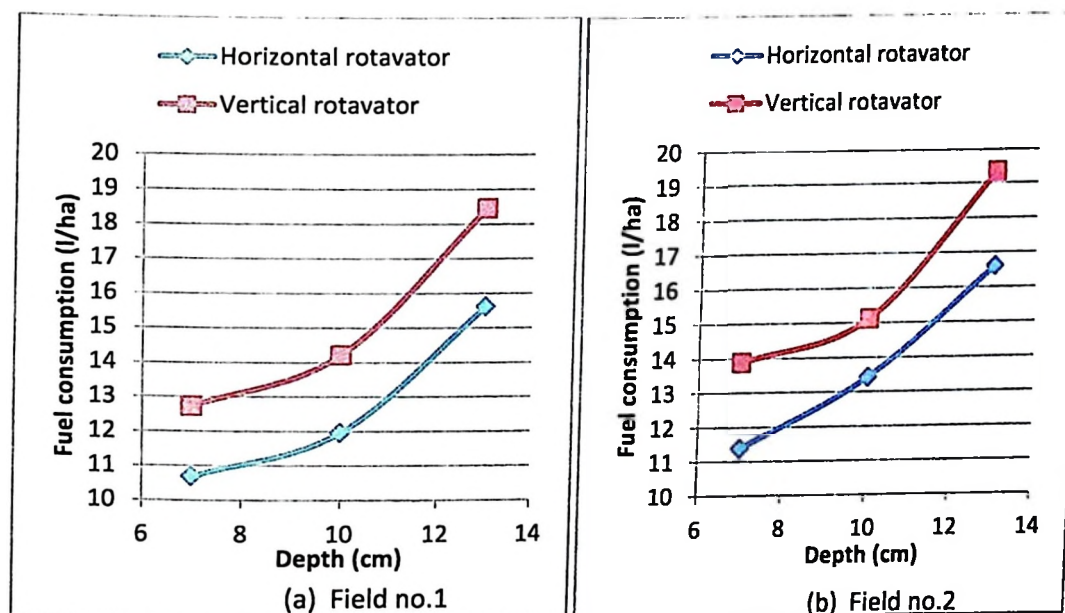 Horizontal rotavator
Vertical rotavator
20
19
18
17
16
15
14
13
12
11
10
Fuel consumption (l/ha)
6 8 10 12 14
Depth (cm)
(a) Field no.1
Horizontal rotavator
Vertical rotavator
20
19
18
17
16
15
14
13
12
11
10
Fuel consumption (l/ha)
6 8 10 12 14
Depth (cm)
(b) Field no.2